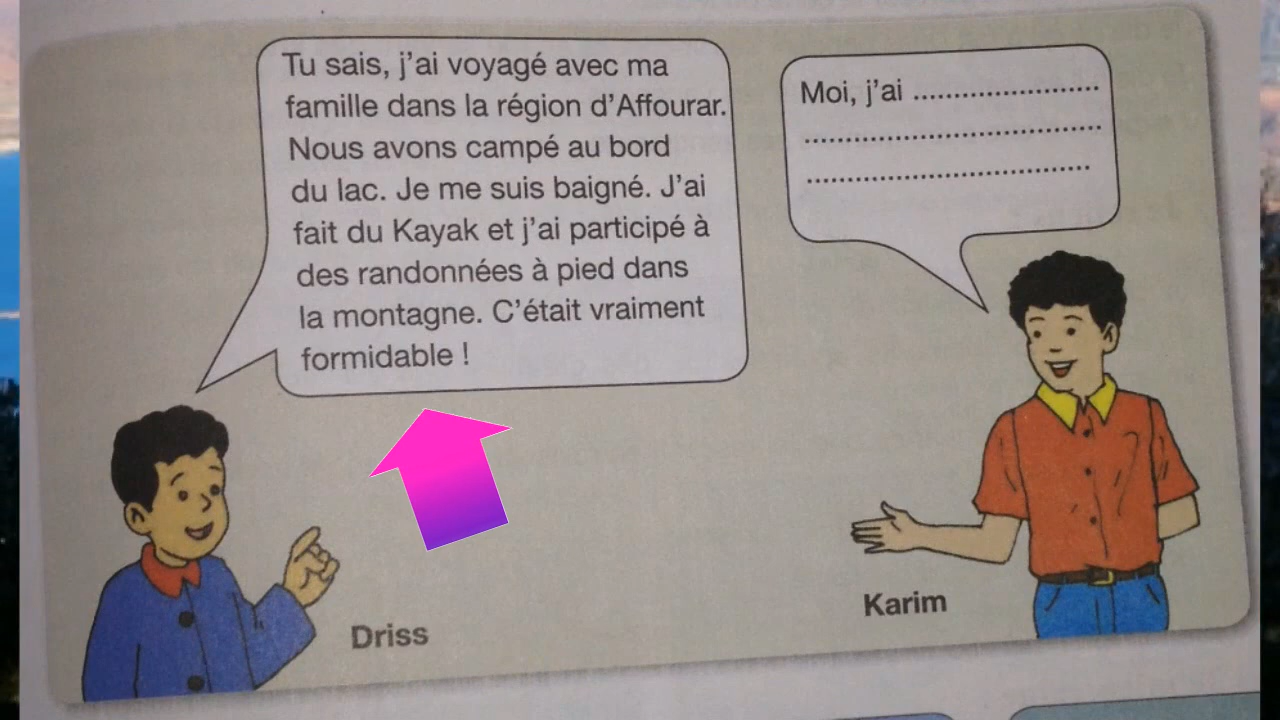 Tu sais, j'ai voyagé avec ma
famille dans la région d'Affourar.
Nous avons campé au bord
du lac. Je me suis baigné. J'ai
fait du Kayak et j'ai participé à
des randonnées à pied dans
la montagne. C'était vraiment
formidable !
Driss
Moi, j'ai ........................
......................................
....................................
Karim